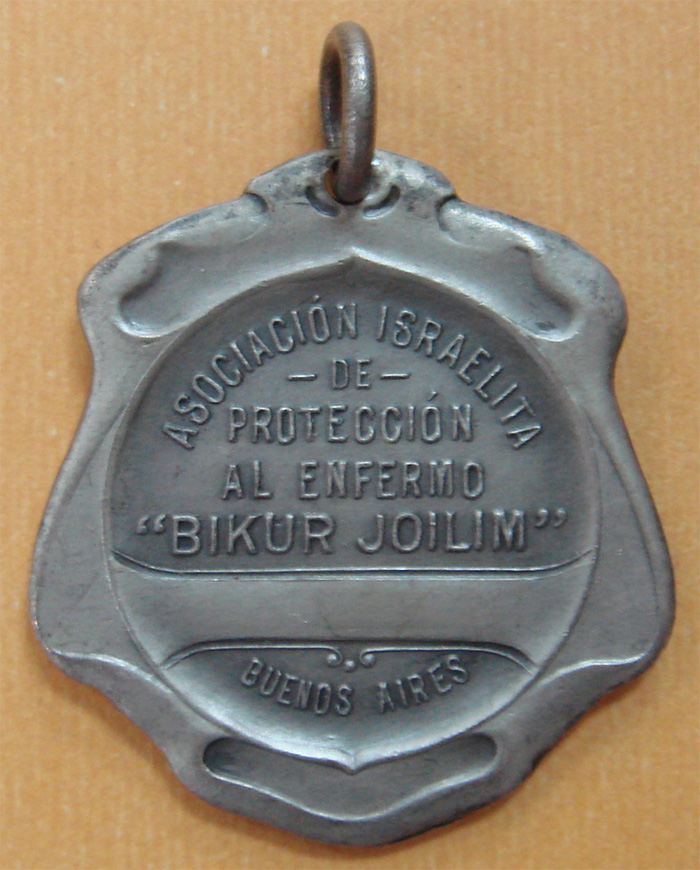 ASOCIACIÓN ISRAELITA
— DE —
PROTECCIÓN
AL ENFERMO
“BIKUR JOILIM”
BUENOS AIRES